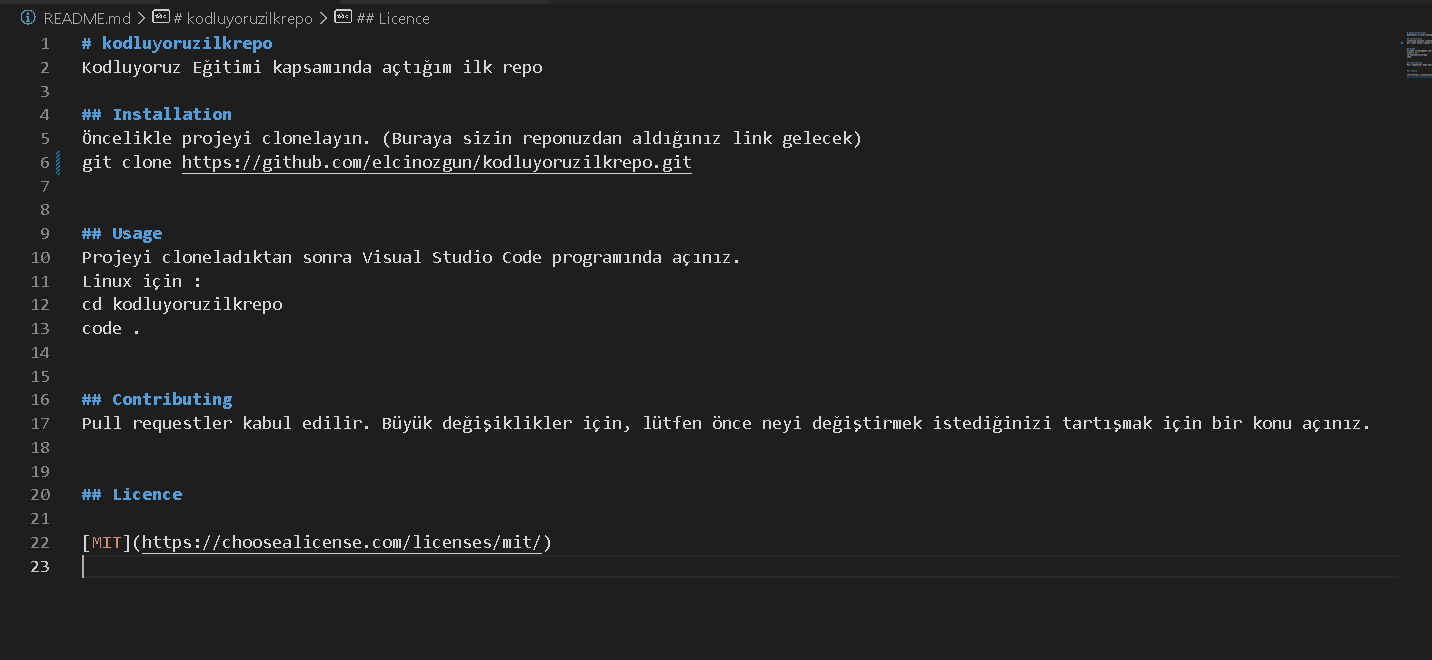 README.md > # kodluyoruzilkrepo > ## Licence
1 # kodluyoruzilkrepo
2 Kodluyoruz Eğitimi kapsamında açtığım ilk repo
3
4 ## Installation
5 Öncelikle projeyi clonelayın. (Buraya sizin reponuzdan aldığınız link gelecek)
6 git clone https://github.com/elcinozgun/kodluyoruzilkrepo.git
7
8
9 ## Usage
10 Projeyi cloneladıktan sonra Visual Studio Code programında açınız.
11 Linux için :
12 cd kodluyoruzilkrepo
13 code .
14
15
16 ## Contributing
17 Pull requestler kabul edilir. Büyük değişiklikler için, lütfen önce neyi değiştirmek istediğinizi tartışmak için bir konu açınız.
18
19
20 ## Licence
21
22 [MIT](https://choosealicense.com/licenses/mit/)
23